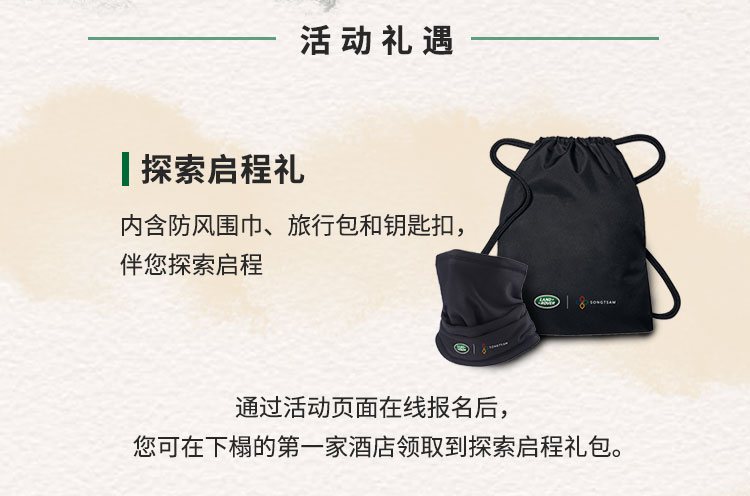 活动礼遇
探索启程礼
内含防风围巾、旅行包和钥匙扣，
伴您探索启程
LAND ROVER
SONGTSAM
LAND ROVER
SONGTSAM
通过活动页面在线报名后，
您可在下榻的第一家酒店领取到探索启程礼包。